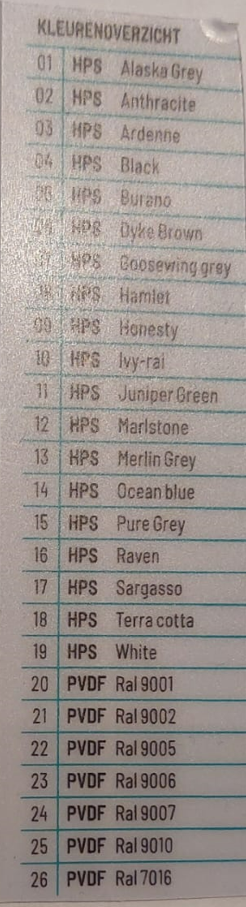 KLEURENOVERZICHT
01 HPS Alaska Grey
02 HPS Anthracite
03 HPS Ardenne
04 HPS Black
05 HPS Burano
06 HPS Dyke Brown
07 HPS Goosewing grey
18 HPS Hamlet
09 HPS Honesty
10 HPS Ivy-ral
11 HPS Juniper Green
12 HPS Marlstone
13 HPS Merlin Grey
14 HPS Ocean blue
15 HPS Pure Grey
16 HPS Raven
17 HPS Sargasso
18 HPS Terra cotta
19 HPS White
20 PVDF Ral 9001
21 PVDF Ral 9002
22 PVDF Ral 9005
23 PVDF Ral 9006
24 PVDF Ral 9007
25 PVDF Ral 9010
26 PVDF Ral 7016